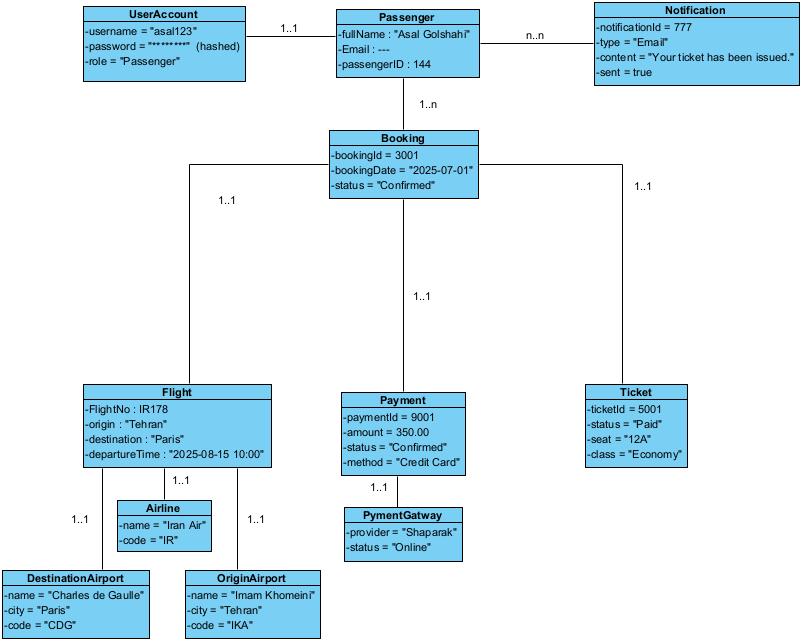 UserAccount
-username = "asal123"
-password = "********" (hashed)
-role = "Passenger"
1..1
Passenger
-fullName : "Asal Golshahi"
-Email : ---
-passengerID : 144
n..n
Notification
-notificationId = 777
-type = "Email"
-content = "Your ticket has been issued."
-sent = true
1..n
Booking
-bookingId = 3001
-bookingDate = "2025-07-01"
-status = "Confirmed"
1..1
1..1
1..1
Flight
-FlightNo : IR178
-origin : "Tehran"
-destination : "Paris"
-departureTime : "2025-08-15 10:00"
Payment
-paymentId = 9001
-amount = 350.00
-status = "Confirmed"
-method = "Credit Card"
Ticket
-ticketId = 5001
-status = "Paid"
-seat = "12A"
-class = "Economy"
1..1
1..1
1..1
1..1
Airline
-name = "Iran Air"
-code = "IR"
PymentGatway
-provider = "Shaparak"
-status = "Online"
DestinationAirport
-name = "Charles de Gaulle"
-city = "Paris"
-code = "CDG"
OriginAirport
-name = "Imam Khomeini"
-city = "Tehran"
-code = "IKA"